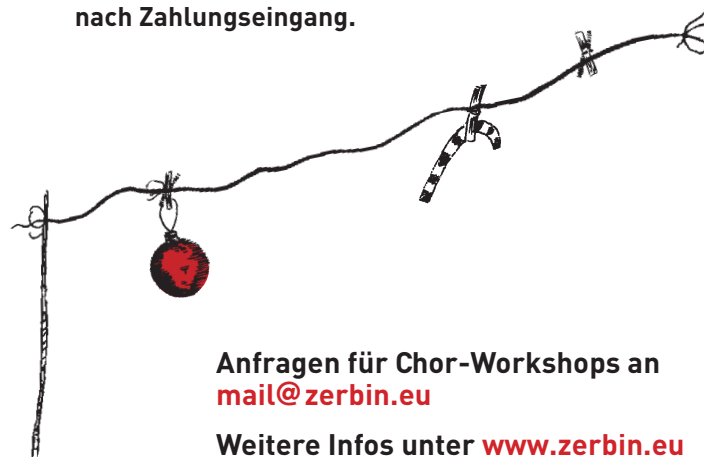 nach Zahlungseingang.
Anfragen für Chor-Workshops an
mail@zerbin.eu
Weitere Infos unter www.zerbin.eu